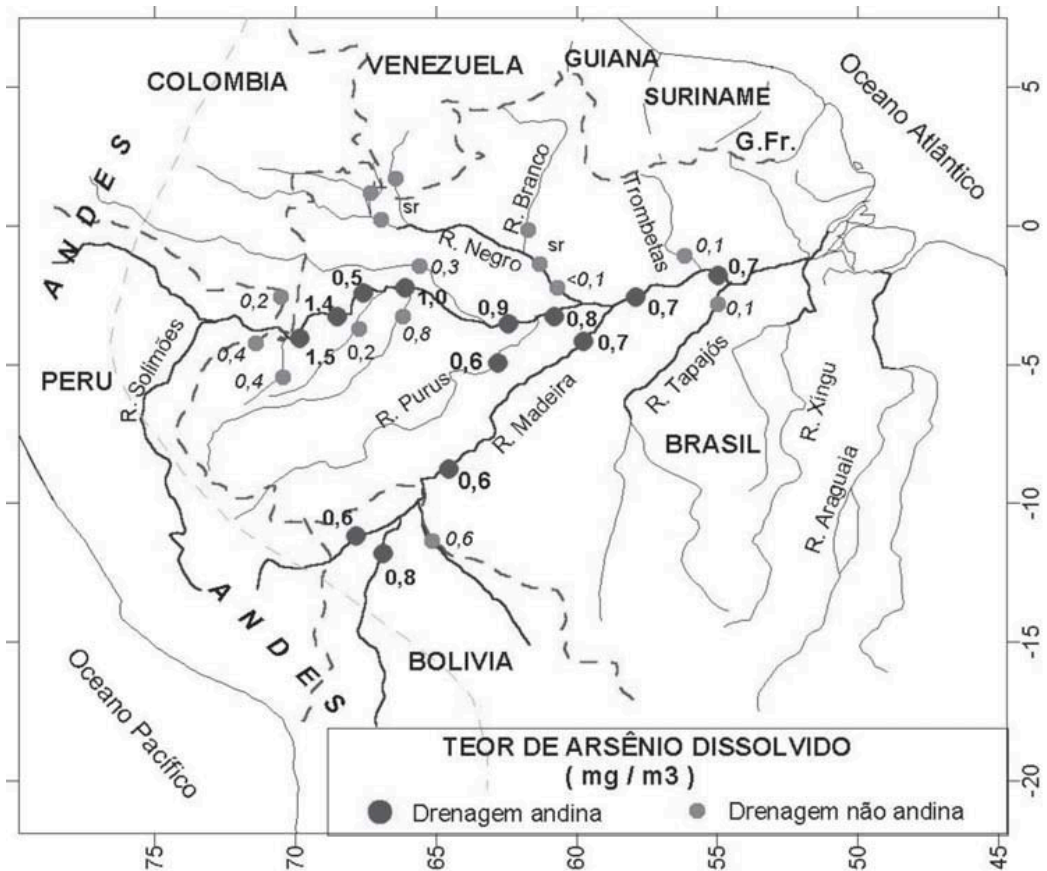 COLOMBIA
VENEZUELA
GUIANA
SURINAME
G.Fr.
Oceano Atlântico
ANDES
sr
R. Branco
sr
Trombetas
0,1
R. Negro
<0,1
0,3
0,5
0,2
1,4
1,0
0,9
0,8
0,7
0,7
0,1
0,7
1,5
0,2
0,8
0,4
0,4
R. Solimões
PERU
0,6
R. Purus
R. Madeira
R. Tapajós
BRASIL
R. Xingu
R. Araguaia
0,6
0,6
0,6
0,8
ANDES
BOLIVIA
Oceano Pacífico
TEOR DE ARSÊNIO DISSOLVIDO
( mg / m3 )
Drenagem andina
Drenagem não andina
5
0
-5
-10
-15
-20
75
70
65
60
55
50
45